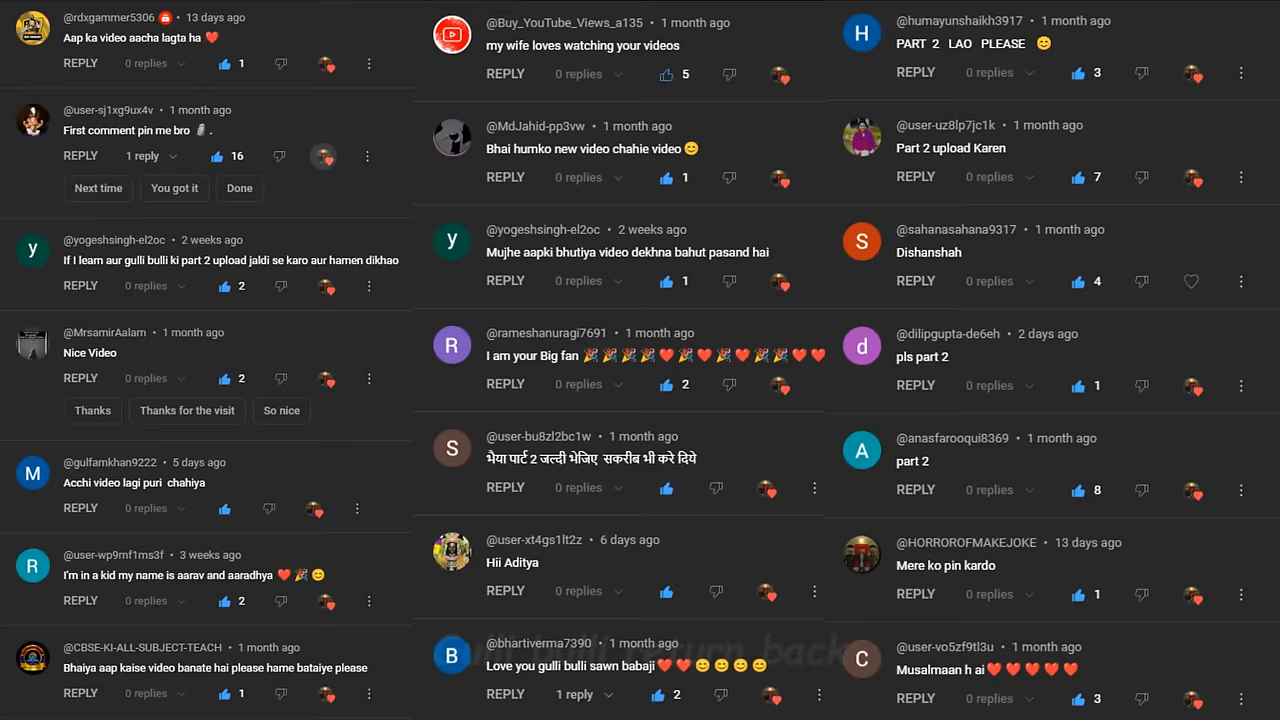 @rdxgammer5306 • 13 days ago
Aap ka video aacha lagta ha ❤️
REPLY 0 replies 1
@user-sj1xg9ux4v • 1 month ago
First comment pin me bro 🗿 .
REPLY 1 reply 16
Next time You got it Done
@yogeshsingh-el2oc • 2 weeks ago
If I learn aur gulli bulli ki part 2 upload jaldi se karo aur hamen dikhao
REPLY 0 replies 2
@MrsamirAalam • 1 month ago
Nice Video
REPLY 0 replies 2
Thanks Thanks for the visit So nice
@gulfamkhan9222 • 5 days ago
Acchi video lagi puri chahiya
REPLY 0 replies
@user-wp9mf1ms3f • 3 weeks ago
I'm in a kid my name is aarav and aaradhya ❤️ 🎉 😊
REPLY 0 replies 2
@CBSE-KI-ALL-SUBJECT-TEACH • 1 month ago
Bhaiya aap kaise video banate hai please hame bataiye please
REPLY 0 replies 1
@Buy_YouTube_Views_a135 • 1 month ago
my wife loves watching your videos
REPLY 0 replies 5
@MdJahid-pp3vw • 1 month ago
Bhai humko new video chahie video 😊
REPLY 0 replies 1
y
@yogeshsingh-el2oc • 2 weeks ago
Mujhe aapki bhutiya video dekhna bahut pasand hai
REPLY 0 replies 1
R
@rameshanuragi7691 • 1 month ago
I am your Big fan 🎉 🎉 🎉 🎉 ❤️ 🎉 ❤️ 🎉 ❤️ 🎉 🎉 ❤️ ❤️
REPLY 0 replies 2
S
@user-bu8zl2bc1w • 1 month ago
भैया पार्ट 2 जल्दी भेजिए सकरीब भी करे दिये
REPLY 0 replies
@user-xt4gs1lt2z • 6 days ago
Hii Aditya
REPLY 0 replies
B
@bhartiverma7390 • 1 month ago
Love you gulli bulli sawn babaji❤️ ❤️ 😊 😊 😊 😊
REPLY 1 reply 2
H
@humayunshaikh3917 • 1 month ago
PART 2 LAO PLEASE 😊
REPLY 0 replies 3
@user-uz8lp7jc1k • 1 month ago
Part 2 upload Karen
REPLY 0 replies 7
S
@sahanasahana9317 • 1 month ago
Dishanshah
REPLY 0 replies 4
d
@dilipgupta-de6eh • 2 days ago
pls part 2
REPLY 0 replies 1
A
@anasfarooqui8369 • 1 month ago
part 2
REPLY 0 replies 8
@HORROROFMAKEJOKE • 13 days ago
Mere ko pin kardo
REPLY 0 replies 1
C
@user-vo5zf9tl3u • 1 month ago
Musalmaan h ai❤️ ❤️ ❤️ ❤️ ❤️
REPLY 0 replies 3
y
M
R
Gulli bulli return back